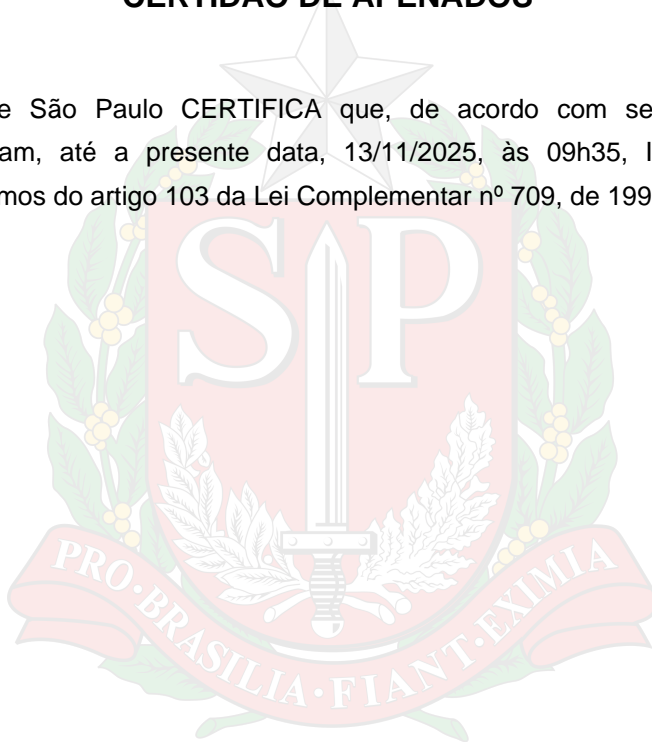 CERTIDÃO DE APENADOS
e São Paulo CERTIFICA que, de acordo com se
am, até a presente data, 13/11/2025, às 09h35, I
mos do artigo 103 da Lei Complementar nº 709, de 199
SP
PRO·BRASILIA·FIANT·EXIMIA